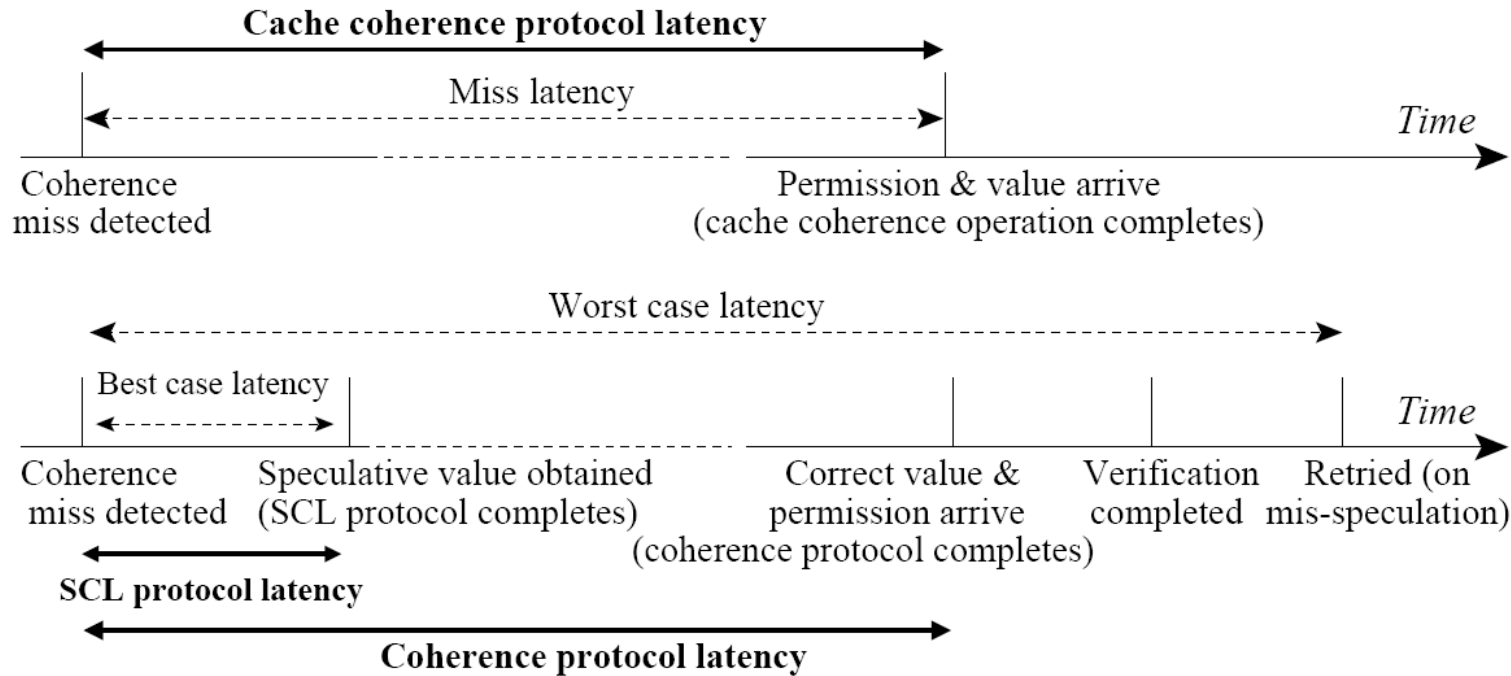 Cache coherence protocol latency
Miss latency
Time
Coherence
miss detected
Permission & value arrive
(cache coherence operation completes)
Worst case latency
Best case latency
Time
Coherence
miss detected
Speculative value obtained
(SCL protocol completes)
Correct value &
permission arrive
(coherence protocol completes)
Verification
completed
Retried (on
mis-speculation)
SCL protocol latency
Coherence protocol latency